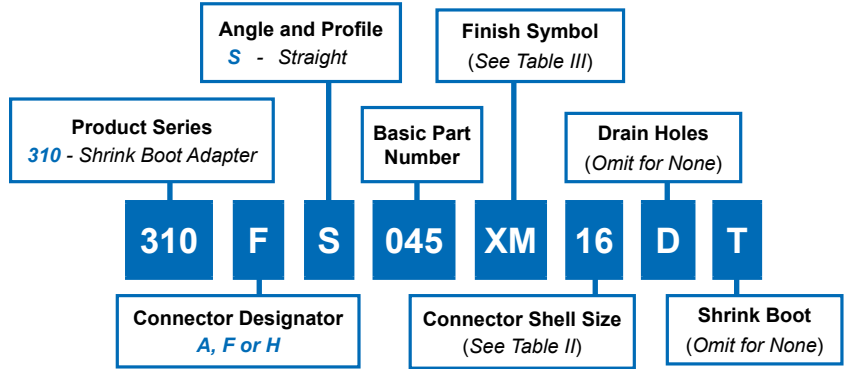 Angle and Profile
S - Straight
Finish Symbol
(See Table III)
Product Series
310 - Shrink Boot Adapter
Basic Part
Number
Drain Holes
(Omit for None)
310 F S 045 XM 16 D T
Connector Designator
A, F or H
Connector Shell Size
(See Table II)
Shrink Boot
(Omit for None)